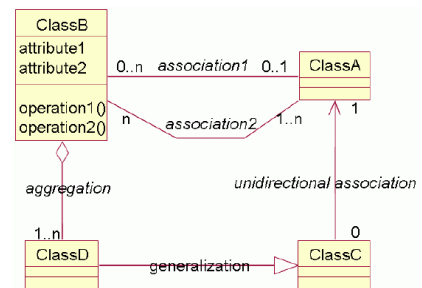 ClassB
attribute1
attribute2
operation1()
operation2()
0..n
association1
0..1
ClassA
n
association2
1..n
1
aggregation
unidirectional association
1..n
0
ClassD
generalization
ClassC